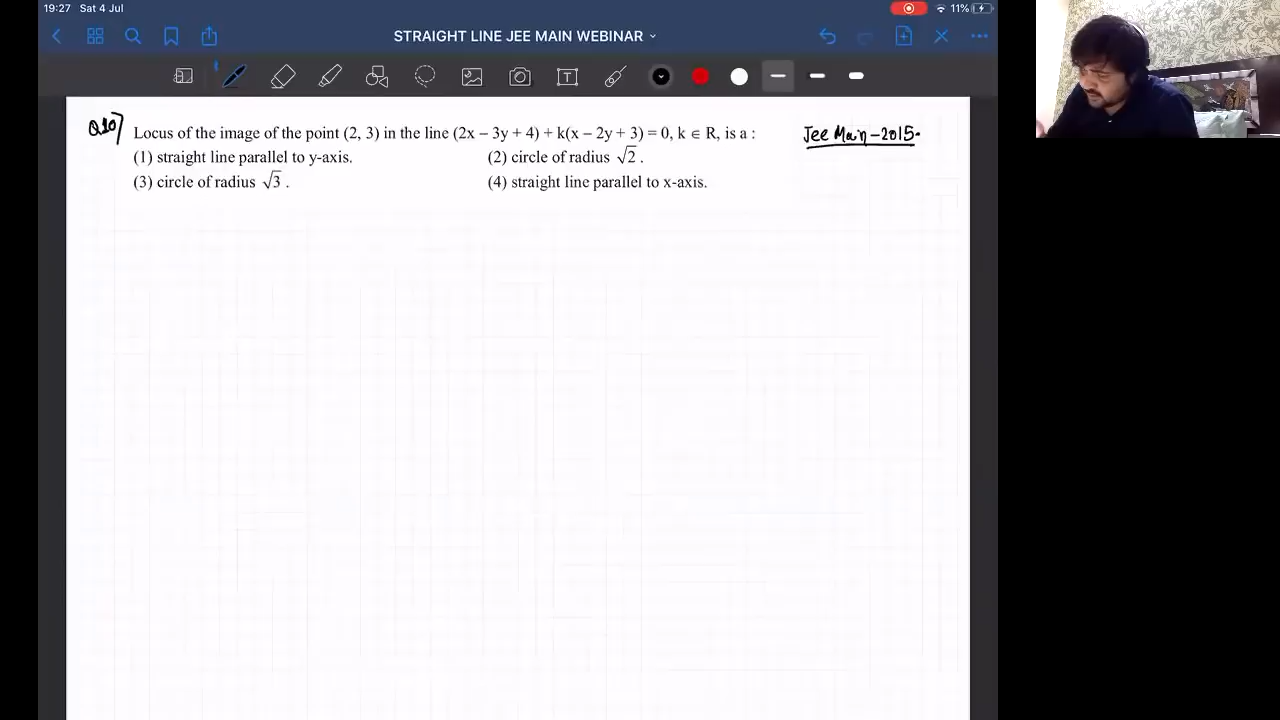 19:27 Sat 4 Jul
11%
STRAIGHT LINE JEE MAIN WEBINAR
Q20) Locus of the image of the point (2, 3) in the line (2x – 3y + 4) + k(x – 2y + 3) = 0, k ∈ R, is a : Jee Main – 2015.
(1) straight line parallel to y-axis. (2) circle of radius √2 .
(3) circle of radius √3 . (4) straight line parallel to x-axis.